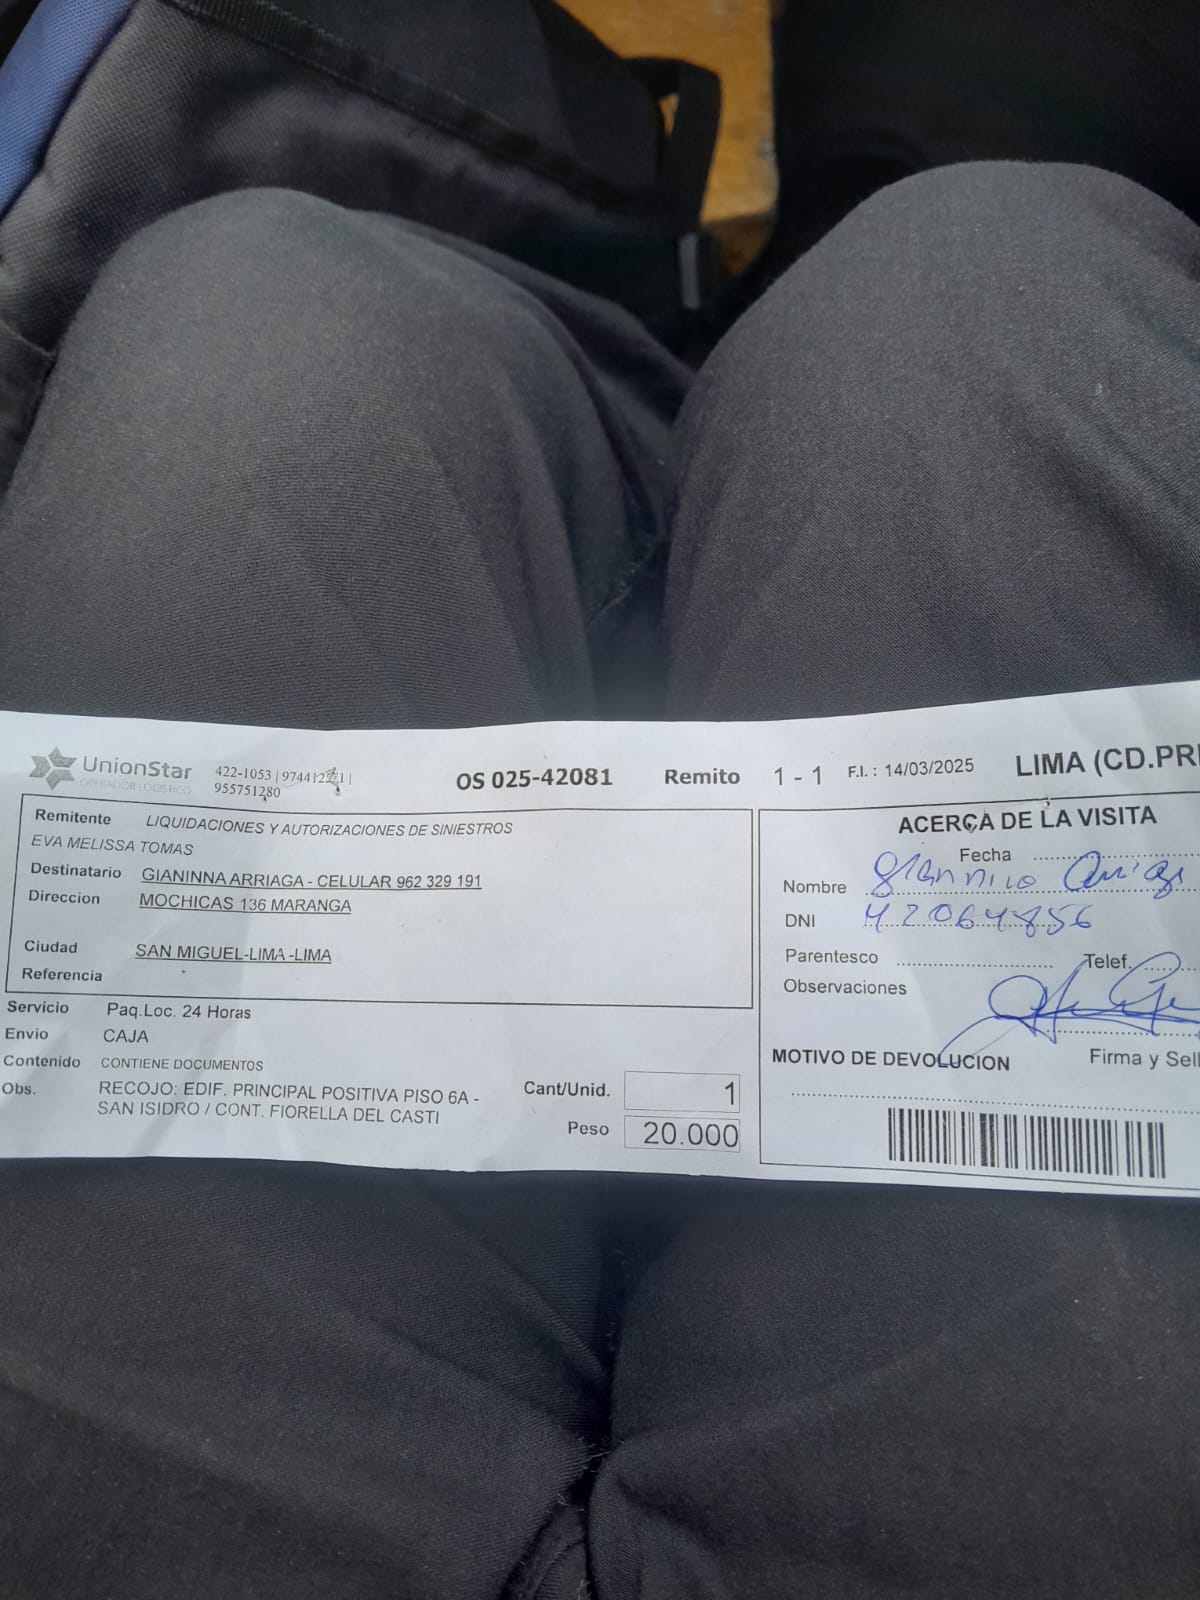 UnionStar
OPERADOR LOGISTICO
422-1053 | 9744122 1 |
955751280
OS 025-42081
Remito 1 - 1
F.I. : 14/03/2025
LIMA (CD.PRI
Remitente LIQUIDACIONES Y AUTORIZACIONES DE SINIESTROS
EVA MELISSA TOMAS
Destinatario GIANINNA ARRIAGA - CELULAR 962 329 191
Direccion MOCHICAS 136 MARANGA
Ciudad SAN MIGUEL-LIMA -LIMA
Referencia
Servicio Paq.Loc. 24 Horas
Envio CAJA
Contenido CONTIENE DOCUMENTOS
Obs. RECOJO: EDIF. PRINCIPAL POSITIVA PISO 6A -
SAN ISIDRO / CONT. FIORELLA DEL CASTI
Cant/Unid. 1
Peso 20.000
ACERCA DE LA VISITA
Fecha
Nombre
DNI 42064856
Parentesco
Telef.
Observaciones
MOTIVO DE DEVOLUCION
Firma y Sell